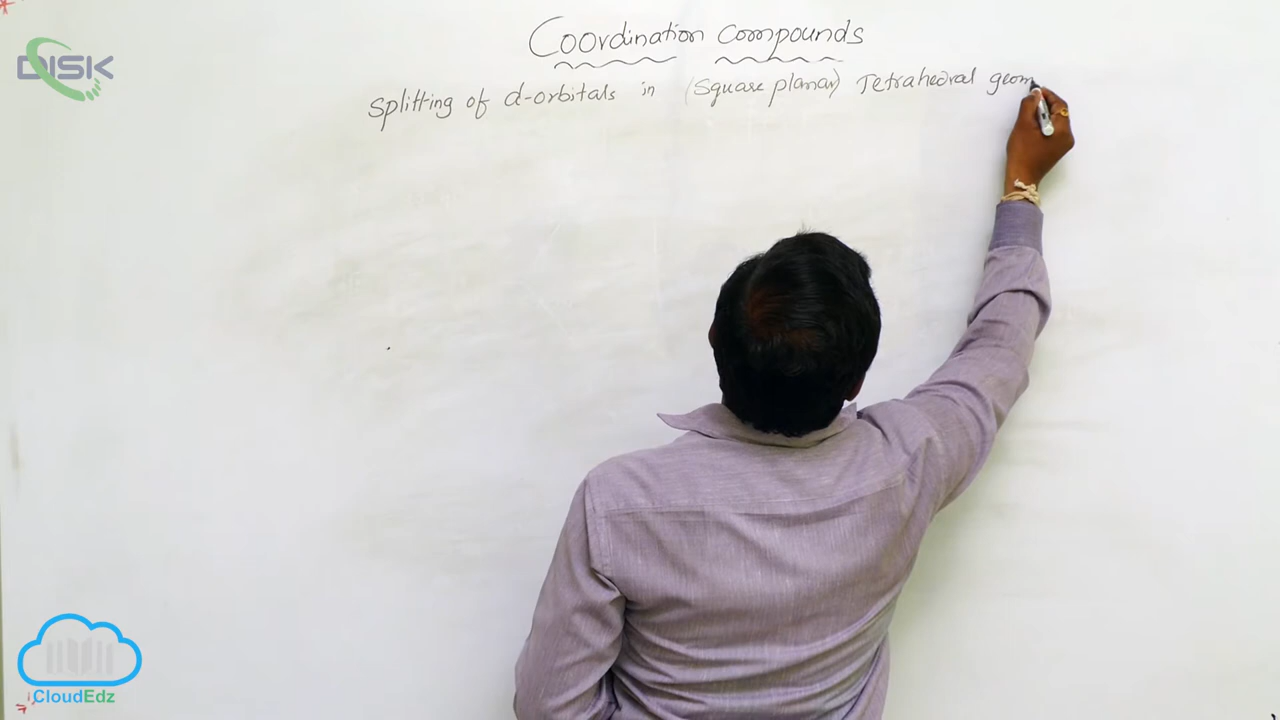 Coordination compounds
DISK
Splitting of d-orbitals in (Square planar) Tetrahedral geom
CloudEdz